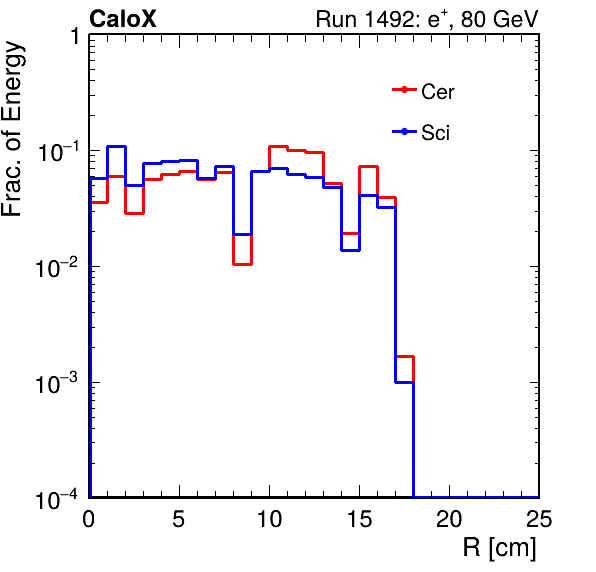 CaloX Run 1492: e⁺, 80 GeV
Frac. of Energy
1
10⁻¹
10⁻²
10⁻³
10⁻⁴
Cer
Sci
0 5 10 15 20 25
R [cm]